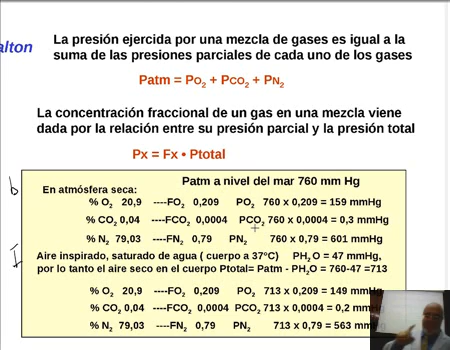 alton
La presión ejercida por una mezcla de gases es igual a la
suma de las presiones parciales de cada uno de los gases
Patm = PO2 + PCO2 + PN2
La concentración fraccional de un gas en una mezcla viene
dada por la relación entre su presión parcial y la presión total
Px = Fx • Ptotal
b
Patm a nivel del mar 760 mm Hg
En atmósfera seca:
% O2 20,9 ----FO2 0,209 PO2 760 x 0,209 = 159 mmHg
% CO2 0,04 ----FCO2 0,0004 PCO2 760 x 0,0004 = 0,3 mmHg
% N2 79,03 ----FN2 0,79 PN2 760 x 0,79 = 601 mmHg
I
Aire inspirado, saturado de agua ( cuerpo a 37°C) PH2O = 47 mmHg,
por lo tanto el aire seco en el cuerpo Ptotal= Patm - PH2O = 760-47 =713
% O2 20,9 ----FO2 0,209 PO2 713 x 0,209 = 149 mmHg
% CO2 0,04 ----FCO2 0,0004 PCO2 713 x 0,0004 = 0,2 mm
% N2 79,03 ----FN2 0,79 PN2 713 x 0,79 = 563 mm